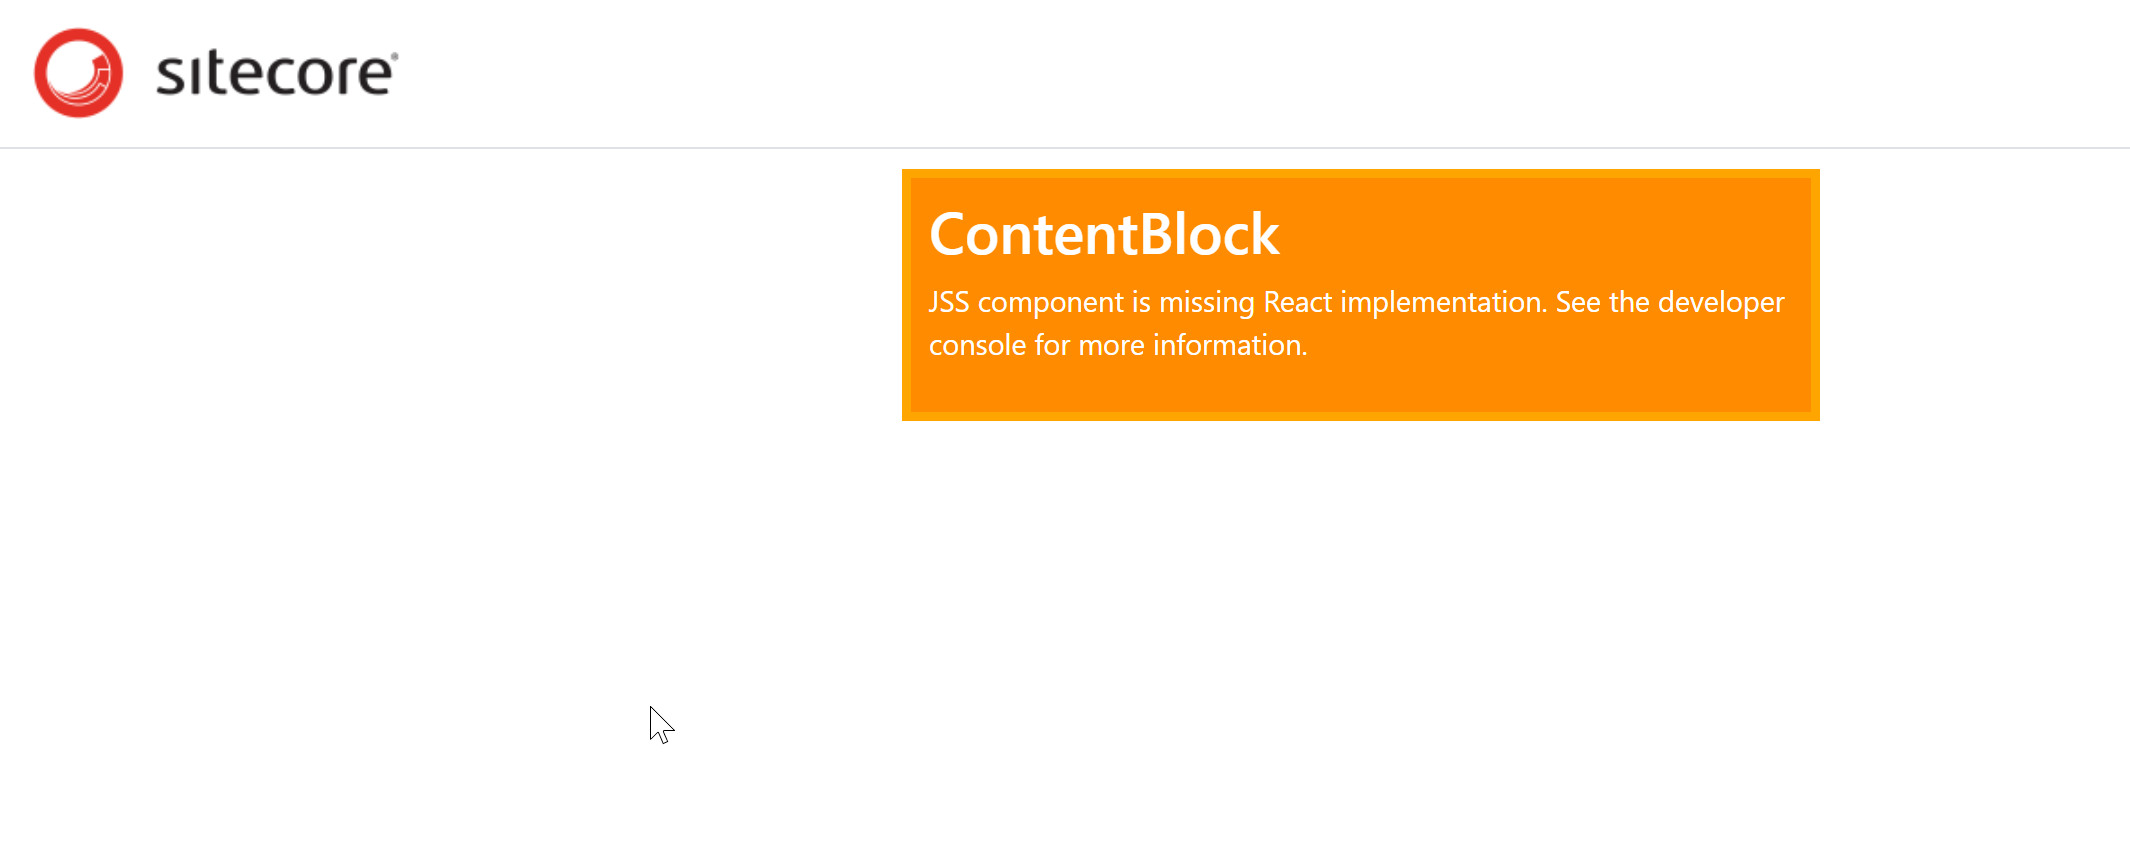 sitecore®
ContentBlock
JSS component is missing React implementation. See the developer
console for more information.